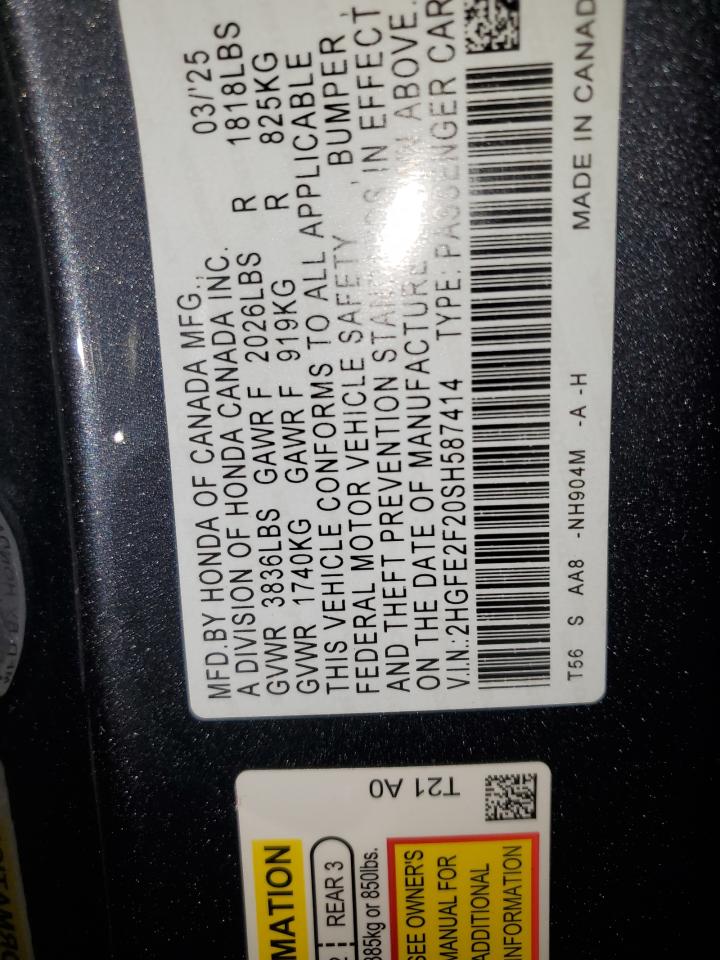 MFD.BY HONDA OF CANADA MFG., 03/'25
A DIVISION OF HONDA CANADA INC.
GVWR 3836LBS GAWR F 2026LBS R 1818LBS
GVWR 1740KG GAWR F 919KG R 825KG
THIS VEHICLE CONFORMS TO ALL APPLICABLE
FEDERAL MOTOR VEHICLE SAFETY, BUMPER,
AND THEFT PREVENTION STANDARDS IN EFFECT
ON THE DATE OF MANUFACTURE ABOVE.
V.I.N.:2HGFE2F20SH587414 TYPE: PASSENGER CAR
T56 S AA8 -NH904M -A -H MADE IN CANAD
T21 A0
MATION
REAR 3
385kg or 850lbs.
SEE OWNER'S
MANUAL FOR
ADDITIONAL
INFORMATION